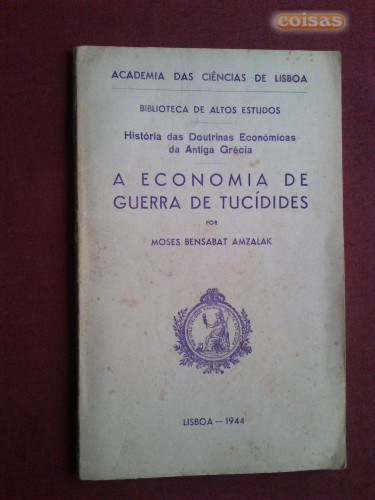 coisas
ACADEMIA DAS CIÊNCIAS DE LISBOA
BIBLIOTECA DE ALTOS ESTUDOS
História das Doutrinas Económicas
da Antiga Grécia
A ECONOMIA DE
GUERRA DE TUCÍDIDES
POR
MOSES BENSABAT AMZALAK
LISBOA — 1944